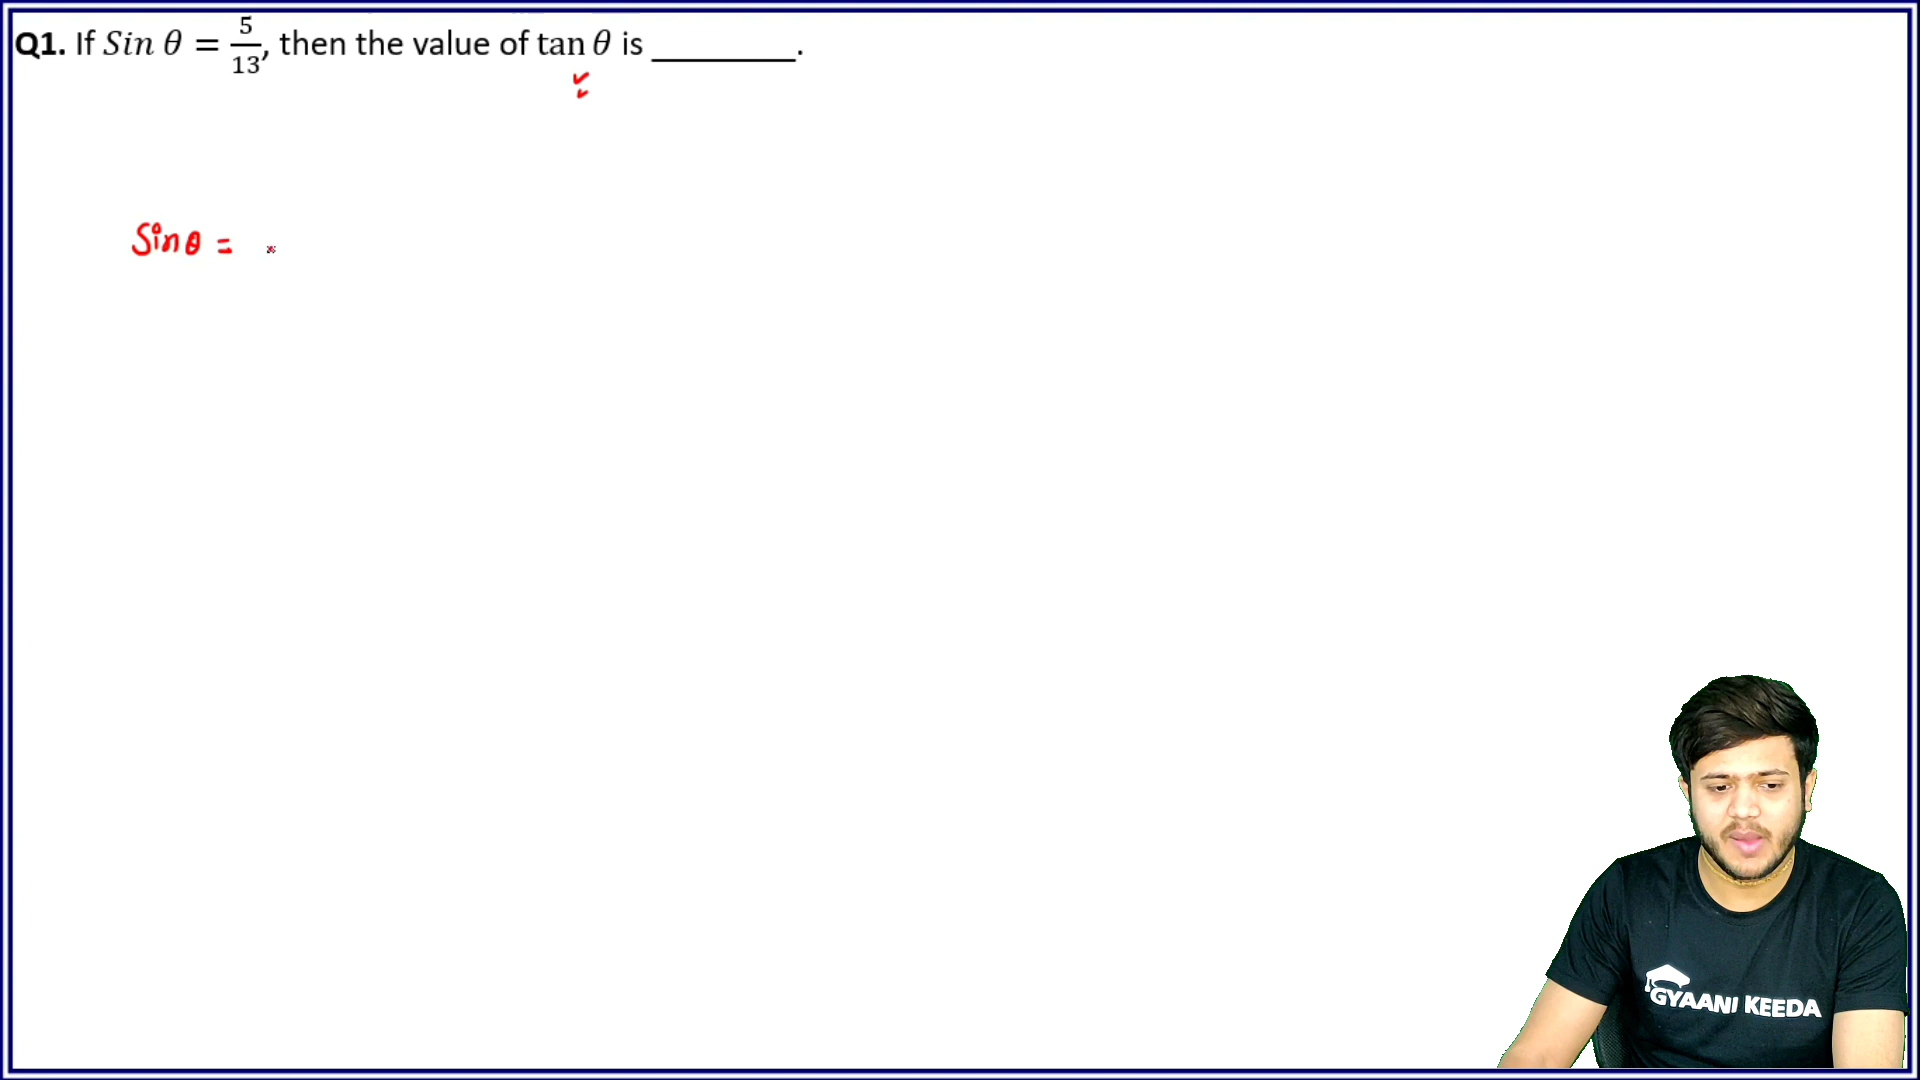 Q1. If Sin θ = 5/13, then the value of tan θ is ________.
Sinθ =
GYAANI KEEDA